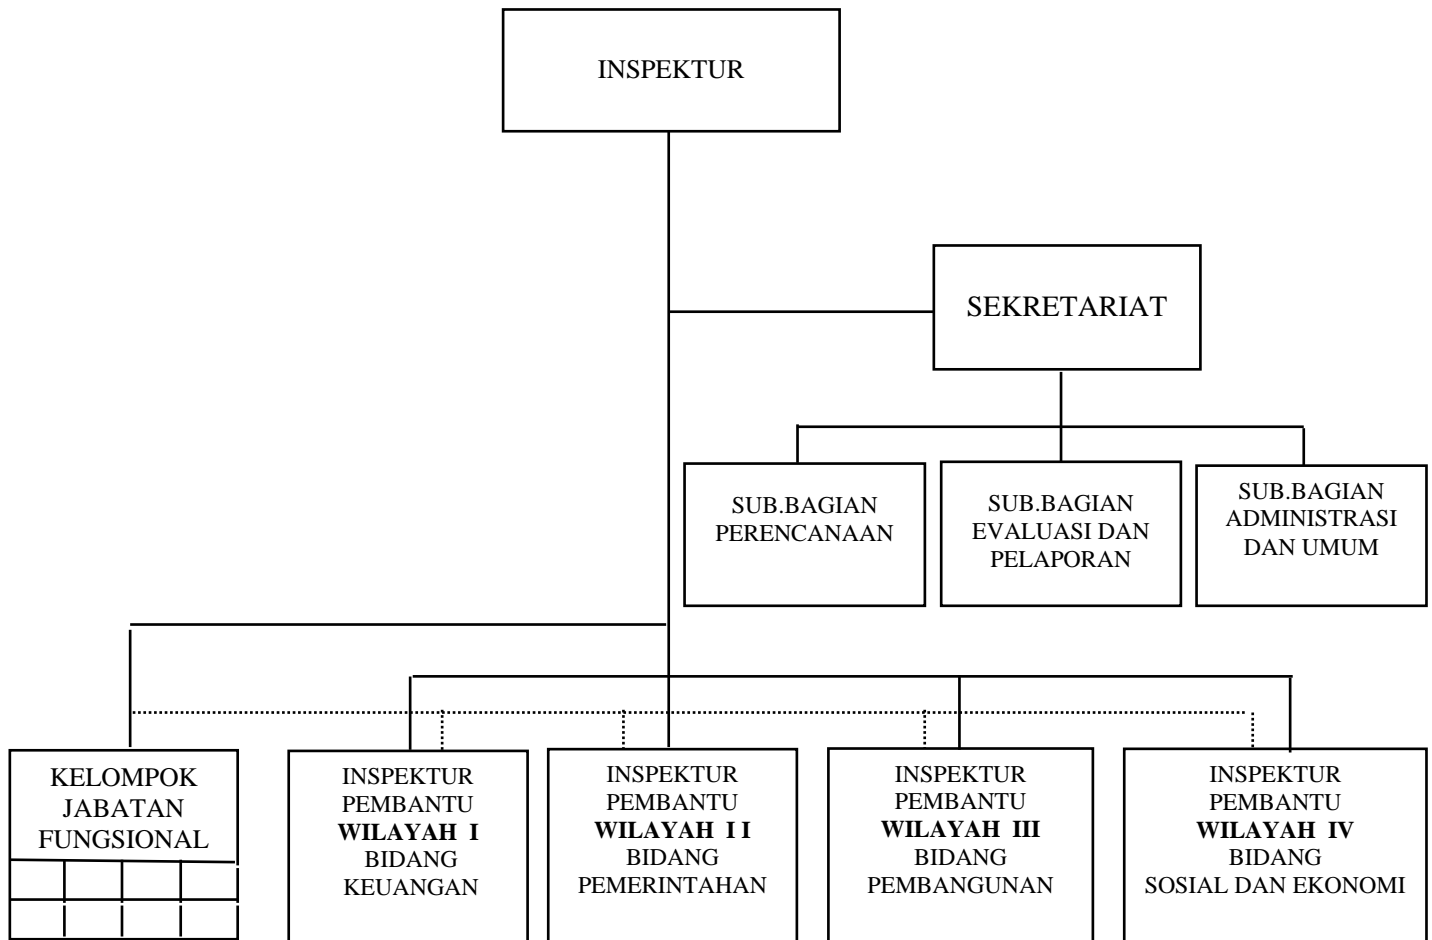 INSPEKTUR
SEKRETARIAT
SUB.BAGIAN
PERENCANAAN
SUB.BAGIAN
EVALUASI DAN
PELAPORAN
SUB.BAGIAN
ADMINISTRASI
DAN UMUM
KELOMPOK
JABATAN
FUNGSIONAL
INSPEKTUR
PEMBANTU
WILAYAH I
BIDANG
KEUANGAN
INSPEKTUR
PEMBANTU
WILAYAH I I
BIDANG
PEMERINTAHAN
INSPEKTUR
PEMBANTU
WILAYAH III
BIDANG
PEMBANGUNAN
INSPEKTUR
PEMBANTU
WILAYAH IV
BIDANG
SOSIAL DAN EKONOMI